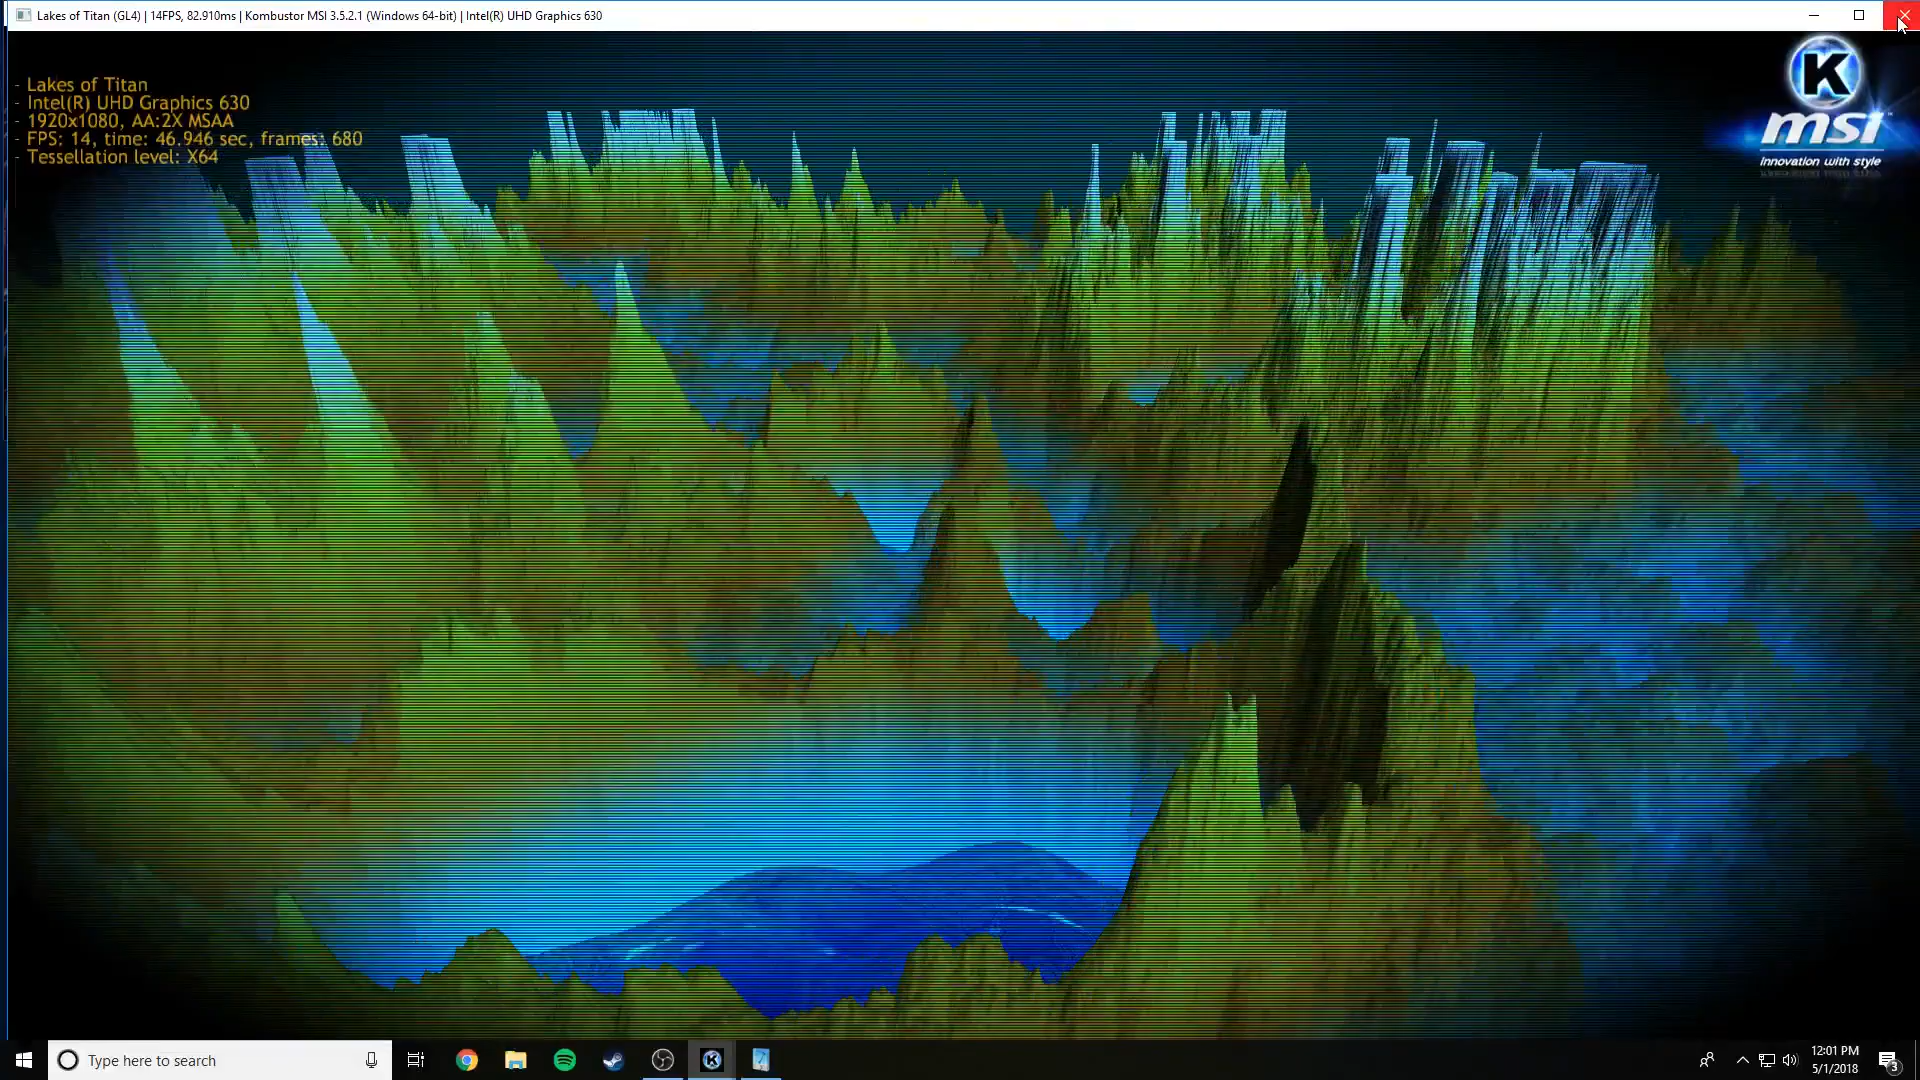 Lakes of Titan (GL4) | 14FPS, 82.910ms | Kombustor MSI 3.5.2.1 (Windows 64-bit) | Intel(R) UHD Graphics 630
K
msi
innovation with style
- Lakes of Titan
- Intel(R) UHD Graphics 630
- 1920x1080, AA:2X MSAA
- FPS: 14, time: 46.946 sec, frames: 680
- Tessellation level: X64
Type here to search
K
12:01 PM
5/1/2018
3